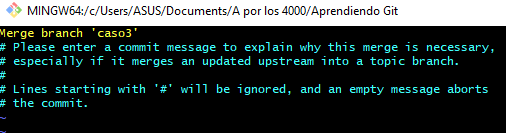 MINGW64:/c/Users/ASUS/Documents/A por los 4000/Aprendiendo Git
Merge branch 'caso3'
# Please enter a commit message to explain why this merge is necessary,
# especially if it merges an updated upstream into a topic branch.
#
# Lines starting with '#' will be ignored, and an empty message aborts
# the commit.
~
~